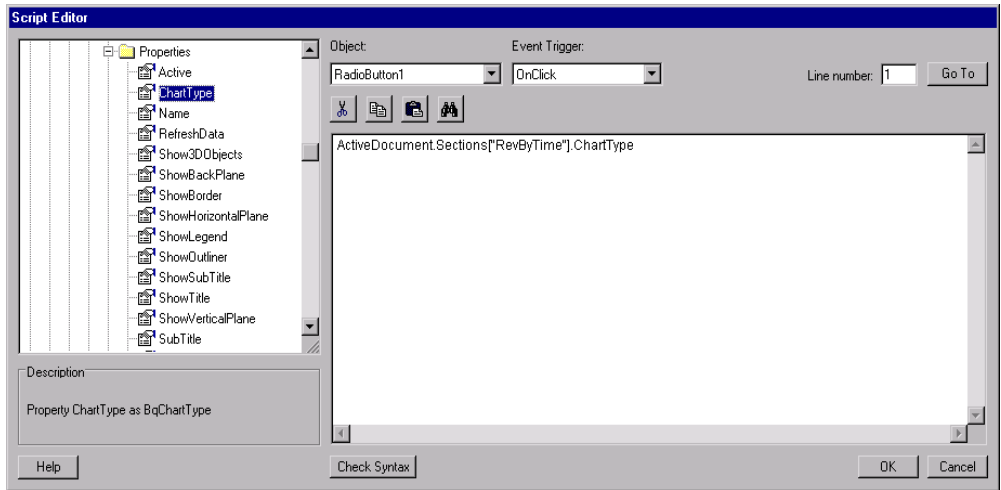 Script Editor
Properties
Active
ChartType
Name
RefreshData
Show3DObjects
ShowBackPlane
ShowBorder
ShowHorizontalPlane
ShowLegend
ShowOutliner
ShowSubTitle
ShowTitle
ShowVerticalPlane
SubTitle
Description
Property ChartType as BqChartType
Help
Object:
Event Trigger:
RadioButton1
OnClick
Line number: 1
Go To
ActiveDocument.Sections["RevByTime"].ChartType
Check Syntax
OK
Cancel